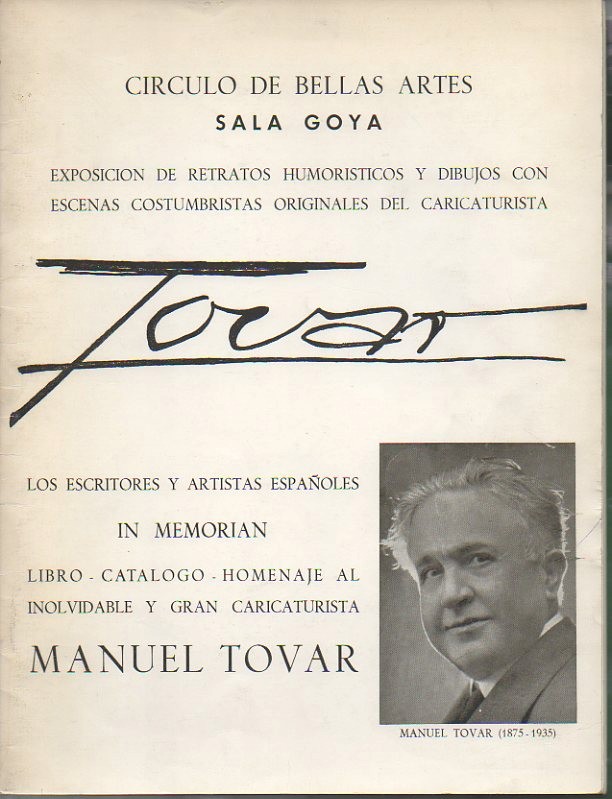 CIRCULO DE BELLAS ARTES
SALA GOYA
EXPOSICION DE RETRATOS HUMORISTICOS Y DIBUJOS CON
ESCENAS COSTUMBRISTAS ORIGINALES DEL CARICATURISTA
Tovar
LOS ESCRITORES Y ARTISTAS ESPAÑOLES
IN MEMORIAN
LIBRO - CATALOGO - HOMENAJE AL
INOLVIDABLE Y GRAN CARICATURISTA
MANUEL TOVAR
MANUEL TOVAR (1875-1935)